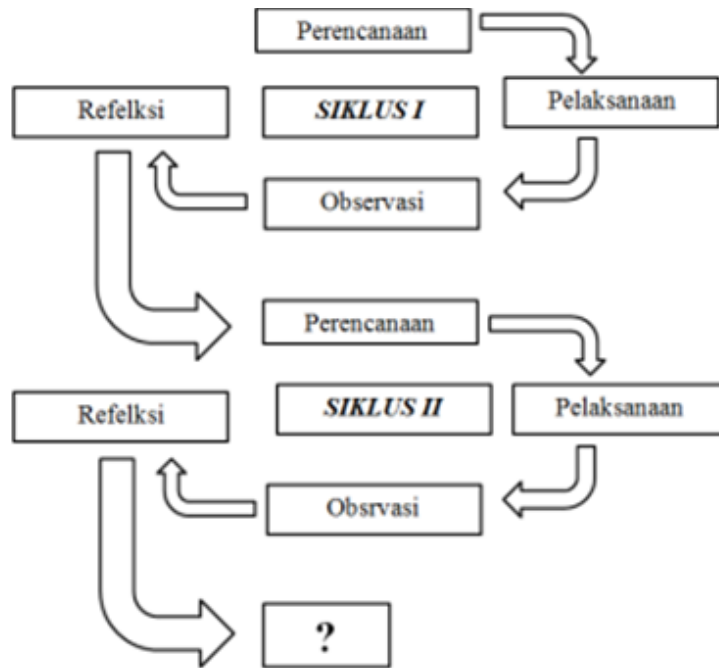 Perencanaan
Refelksi
SIKLUS I
Pelaksanaan
Observasi
Perencanaan
Refelksi
SIKLUS II
Pelaksanaan
Obsrvasi
?